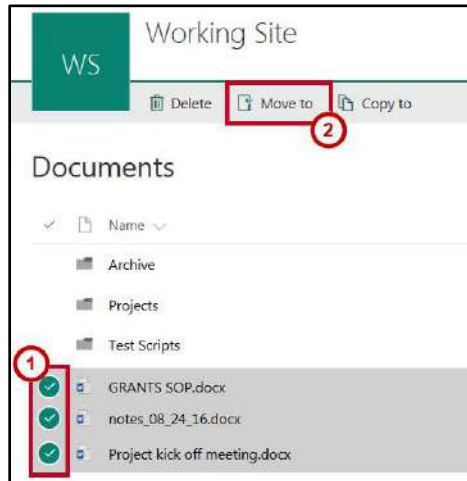 Working Site
WS
Delete Move to Copy to
2
Documents
Name
Archive
Projects
Test Scripts
1
GRANTS SOP.docx
notes_08_24_16.docx
Project kick off meeting.docx